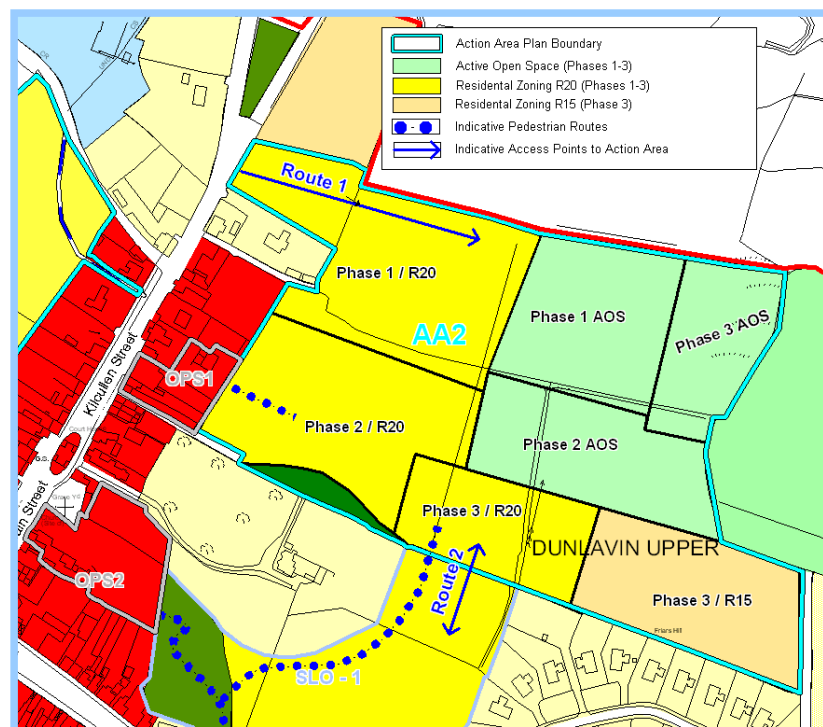 Action Area Plan Boundary
Active Open Space (Phases 1-3)
Residential Zoning R20 (Phases 1-3)
Residental Zoning R15 (Phase 3)
Indicative Pedestrian Routes
Indicative Access Points to Action Area
Route 1
Phase 1 / R20
Phase 1 AOS
Phase 3 AOS
AA2
Kilcullen Street
OPS1
Phase 2 / R20
Phase 2 AOS
Court House
Phase 3 / R20
DUNLAVIN UPPER
Route 2
OPS2
Phase 3 / R15
Friars Hill
SLO - 1